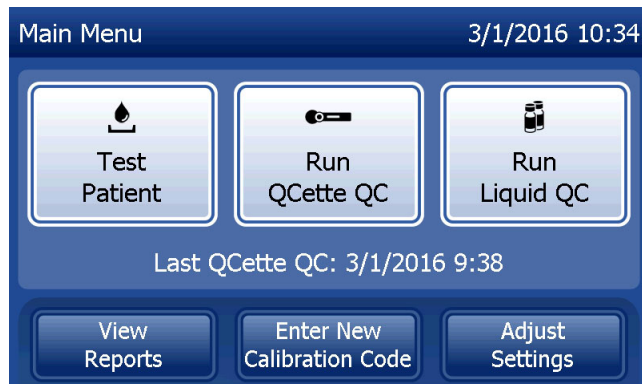 Main Menu 3/1/2016 10:34
Test
Patient
Run
QCette QC
Run
Liquid QC
Last QCette QC: 3/1/2016 9:38
View
Reports
Enter New
Calibration Code
Adjust
Settings